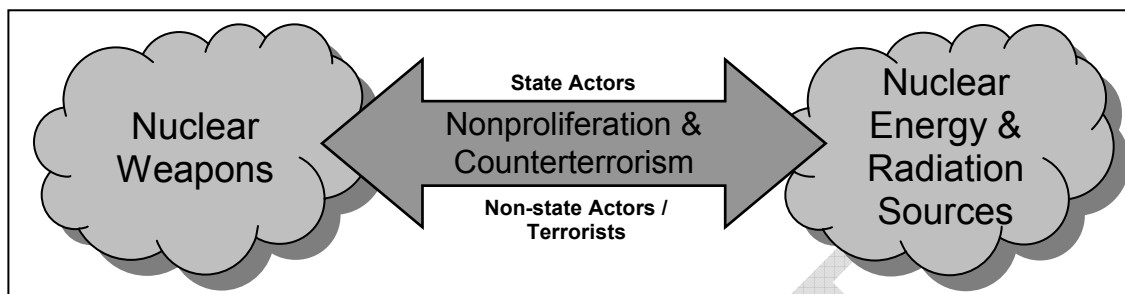 Nuclear
Weapons
State Actors
Nonproliferation &
Counterterrorism
Non-state Actors /
Terrorists
Nuclear
Energy &
Radiation
Sources